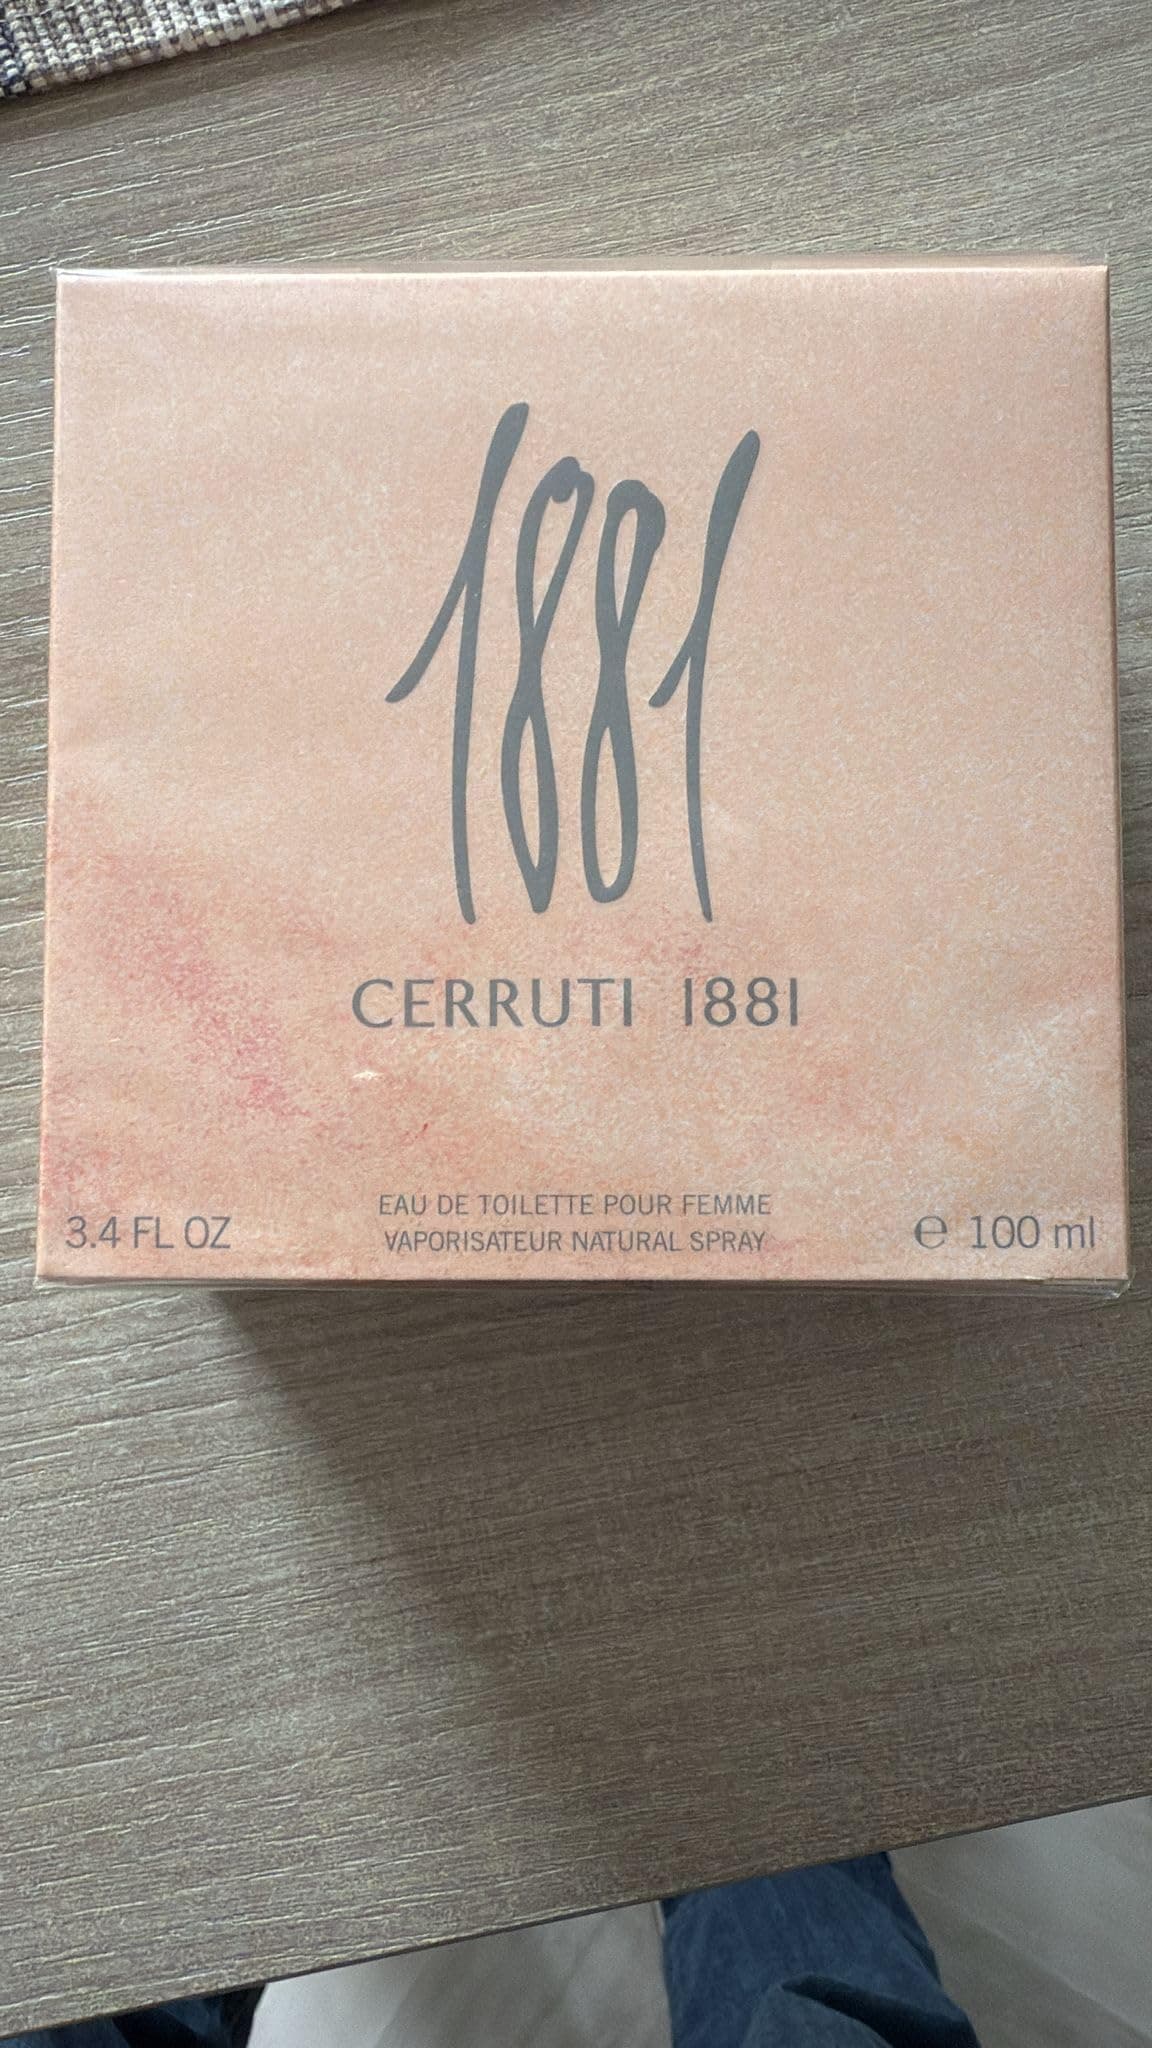 1881
CERRUTI 1881
EAU DE TOILETTE POUR FEMME
3.4 FL OZ VAPORISATEUR NATURAL SPRAY ℮ 100 ml